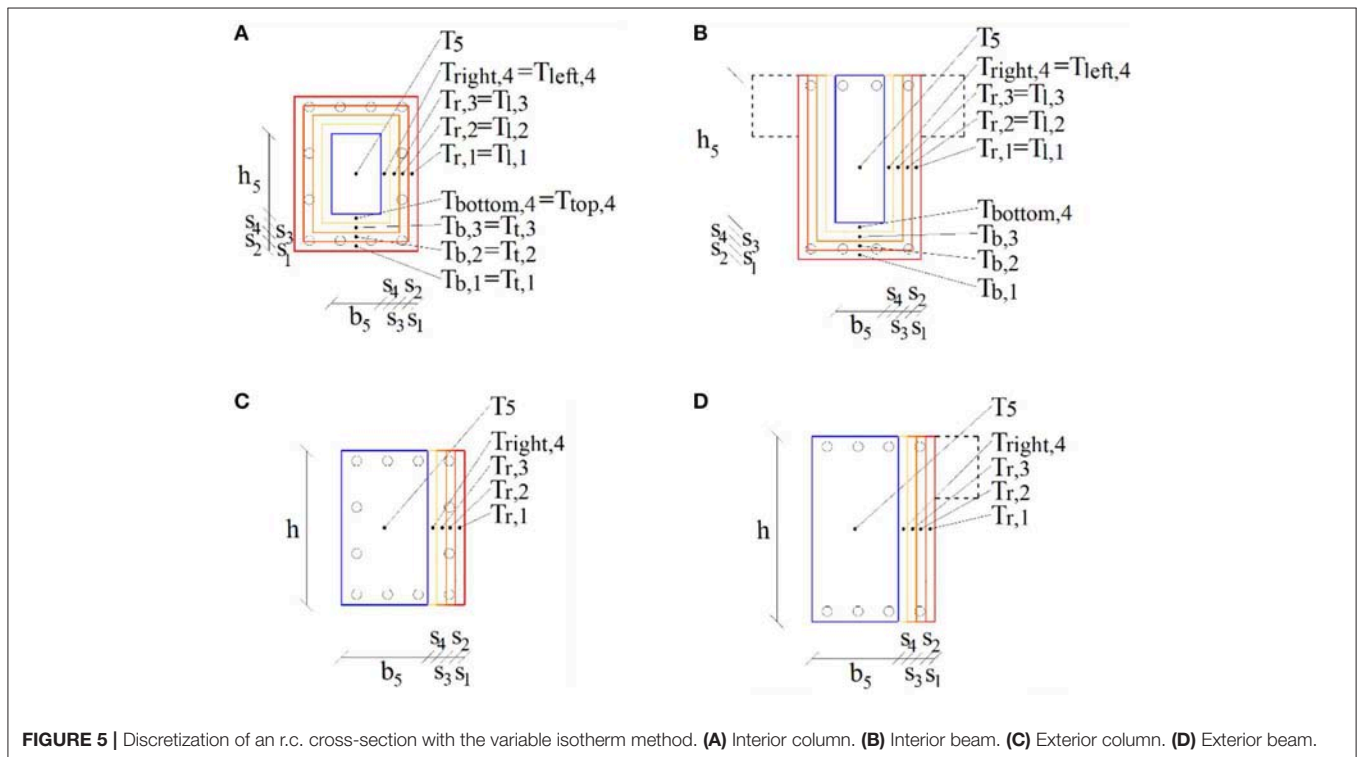 A
T5
Tright,4=Tleft,4
Tr,3=Tl,3
Tr,2=Tl,2
Tr,1=Tl,1
h5
Tbottom,4=Ttop,4
Tb,3=Tt,3
Tb,2=Tt,2
Tb,1=Tt,1
s4 s3
s2 s1
s4 s2
b5 s3 s1
B
T5
Tright,4=Tleft,4
Tr,3=Tl,3
Tr,2=Tl,2
Tr,1=Tl,1
h5
Tbottom,4
Tb,3
Tb,2
Tb,1
s4 s3
s2 s1
s4 s2
b5 s3 s1
C
T5
Tright,4
Tr,3
Tr,2
Tr,1
h
s4 s2
b5 s3 s1
D
T5
Tright,4
Tr,3
Tr,2
Tr,1
h
s4 s2
b5 s3 s1
FIGURE 5 | Discretization of an r.c. cross-section with the variable isotherm method. (A) Interior column. (B) Interior beam. (C) Exterior column. (D) Exterior beam.